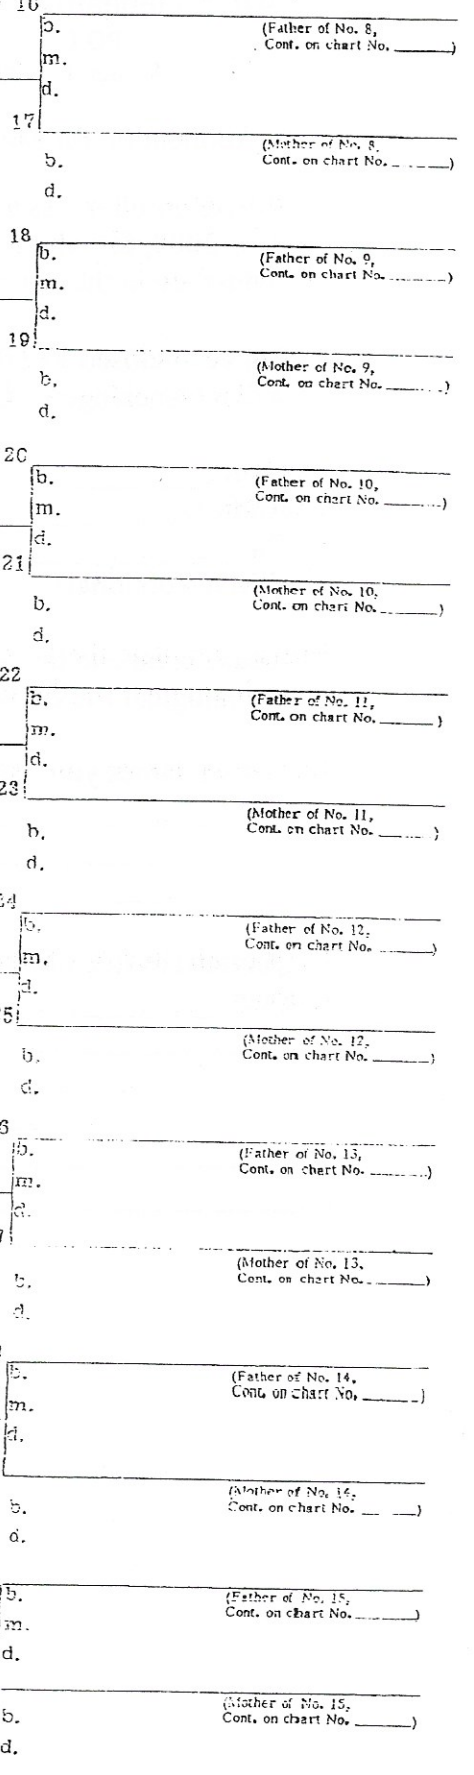 16
b. (Father of No. 8,
Cont. on chart No. ______)
m.
d.
17
(Mother of No. 8,
b. Cont. on chart No. ______)
d.
18
b. (Father of No. 9,
Cont. on chart No. ______)
m.
d.
19
(Mother of No. 9,
b. Cont. on chart No. ______)
d.
20
b. (Father of No. 10,
Cont. on chart No. ______)
m.
d.
21
(Mother of No. 10,
b. Cont. on chart No. ______)
d.
22
b. (Father of No. 11,
Cont. on chart No. ______)
m.
d.
23
(Mother of No. 11,
b. Cont. on chart No. ______)
d.
4
b. (Father of No. 12,
Cont. on chart No. ______)
m.
d.
5
(Mother of No. 12,
b. Cont. on chart No. ______)
d.
6
b. (Father of No. 13,
Cont. on chart No. ______)
m.
d.
7
(Mother of No. 13,
b. Cont. on chart No. ______)
d.
b. (Father of No. 14,
Cont. on chart No. ______)
m.
d.
(Mother of No. 14,
b. Cont. on chart No. ______)
d.
b. (Father of No. 15,
Cont. on chart No. ______)
m.
d.
(Mother of No. 15,
b. Cont. on chart No. ______)
d.